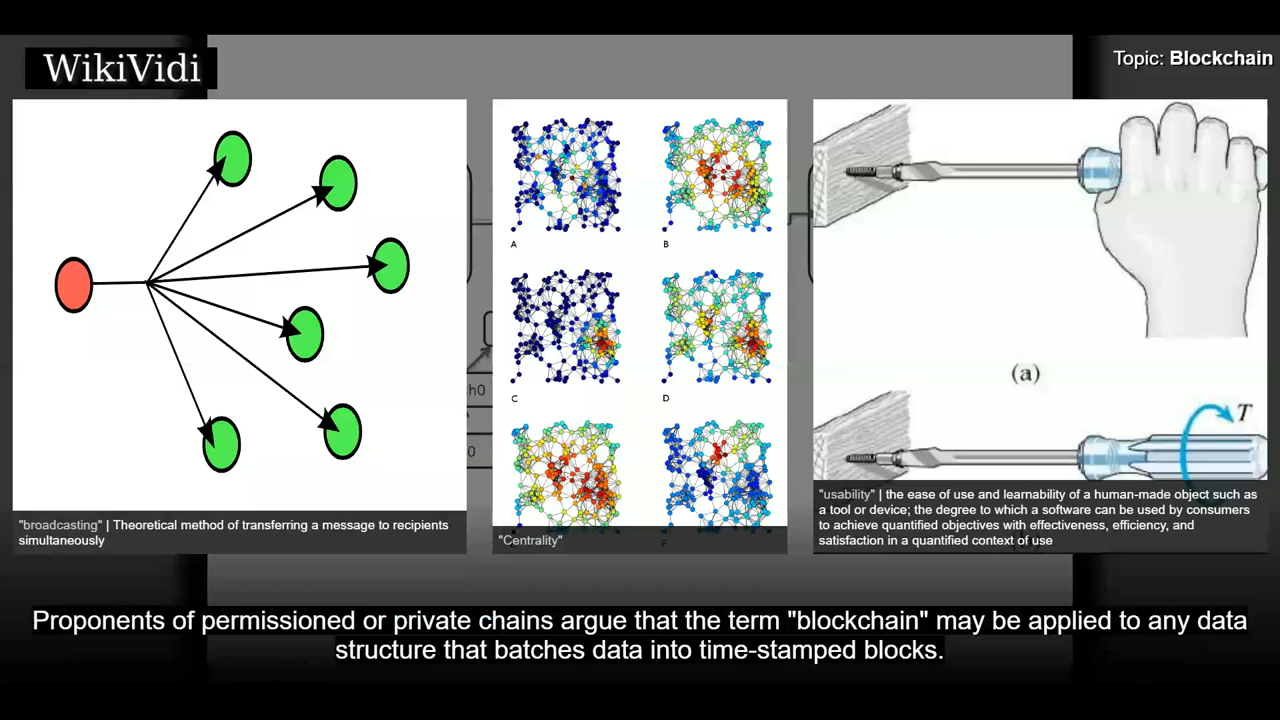 WikiVidi
Topic: Blockchain
A
B
C
D
"broadcasting" | Theoretical method of transferring a message to recipients
simultaneously
"Centrality"
(a)
T
"usability" | the ease of use and learnability of a human-made object such as
a tool or device; the degree to which a software can be used by consumers
to achieve quantified objectives with effectiveness, efficiency, and
satisfaction in a quantified context of use
h0
0
Proponents of permissioned or private chains argue that the term "blockchain" may be applied to any data
structure that batches data into time-stamped blocks.